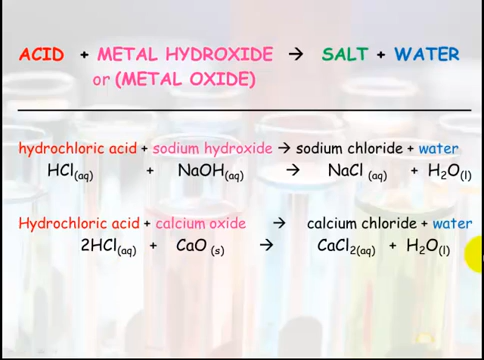 ACID + METAL HYDROXIDE → SALT + WATER
or (METAL OXIDE)
hydrochloric acid + sodium hydroxide → sodium chloride + water
HCl(aq) + NaOH(aq) → NaCl (aq) + H2O(l)
Hydrochloric acid + calcium oxide → calcium chloride + water
2HCl(aq) + CaO (s) → CaCl2(aq) + H2O(l)